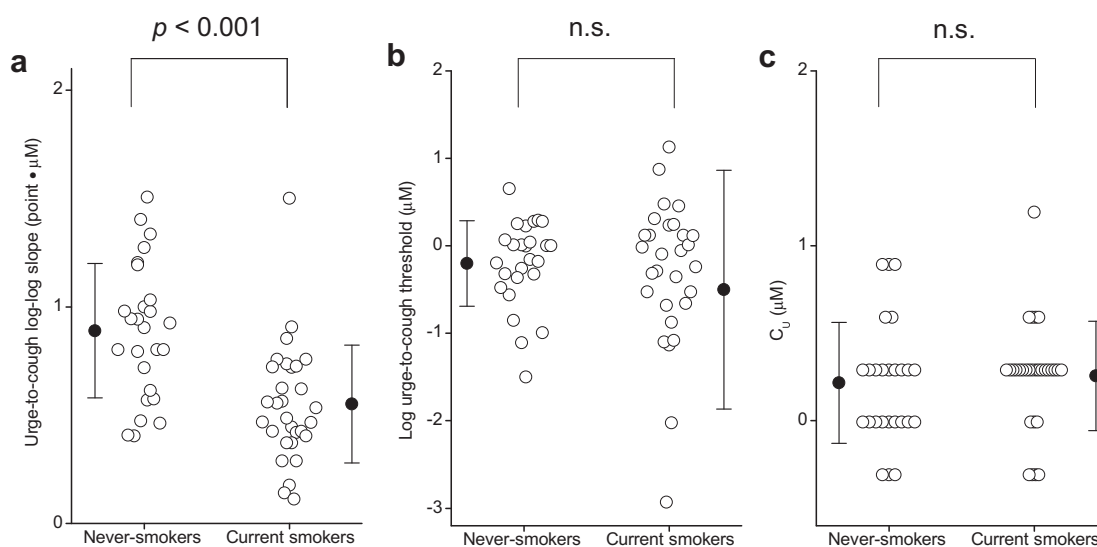 p < 0.001
n.s.
n.s.
a
b
c
Urge-to-cough log-log slope (point • μM)
2
1
0
Never-smokers
Current smokers
Log urge-to-cough threshold (μM)
2
1
-0
-1
-2
-3
Never-smokers
Current smokers
C_U (μM)
2
1
0
Never-smokers
Current smokers